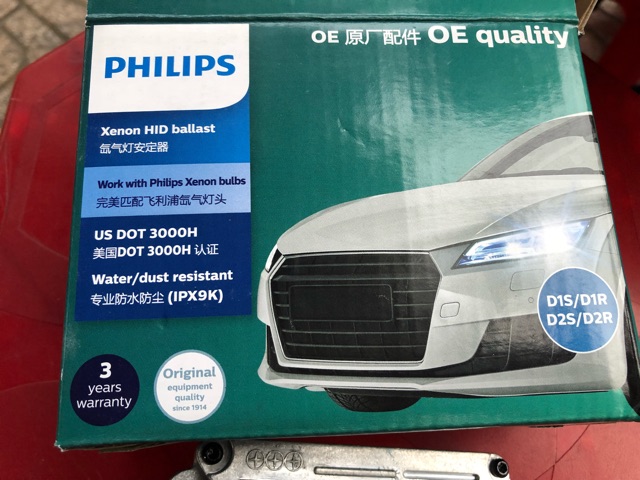 OE 原厂配件 OE quality
PHILIPS
Xenon HID ballast
氙气灯安定器
Work with Philips Xenon bulbs
完美匹配飞利浦氙气灯头
US DOT 3000H
美国DOT 3000H 认证
Water/dust resistant
专业防水防尘 (IPX9K)
D1S/D1R
D2S/D2R
3
years
warranty
Original
equipment
quality
since 1914